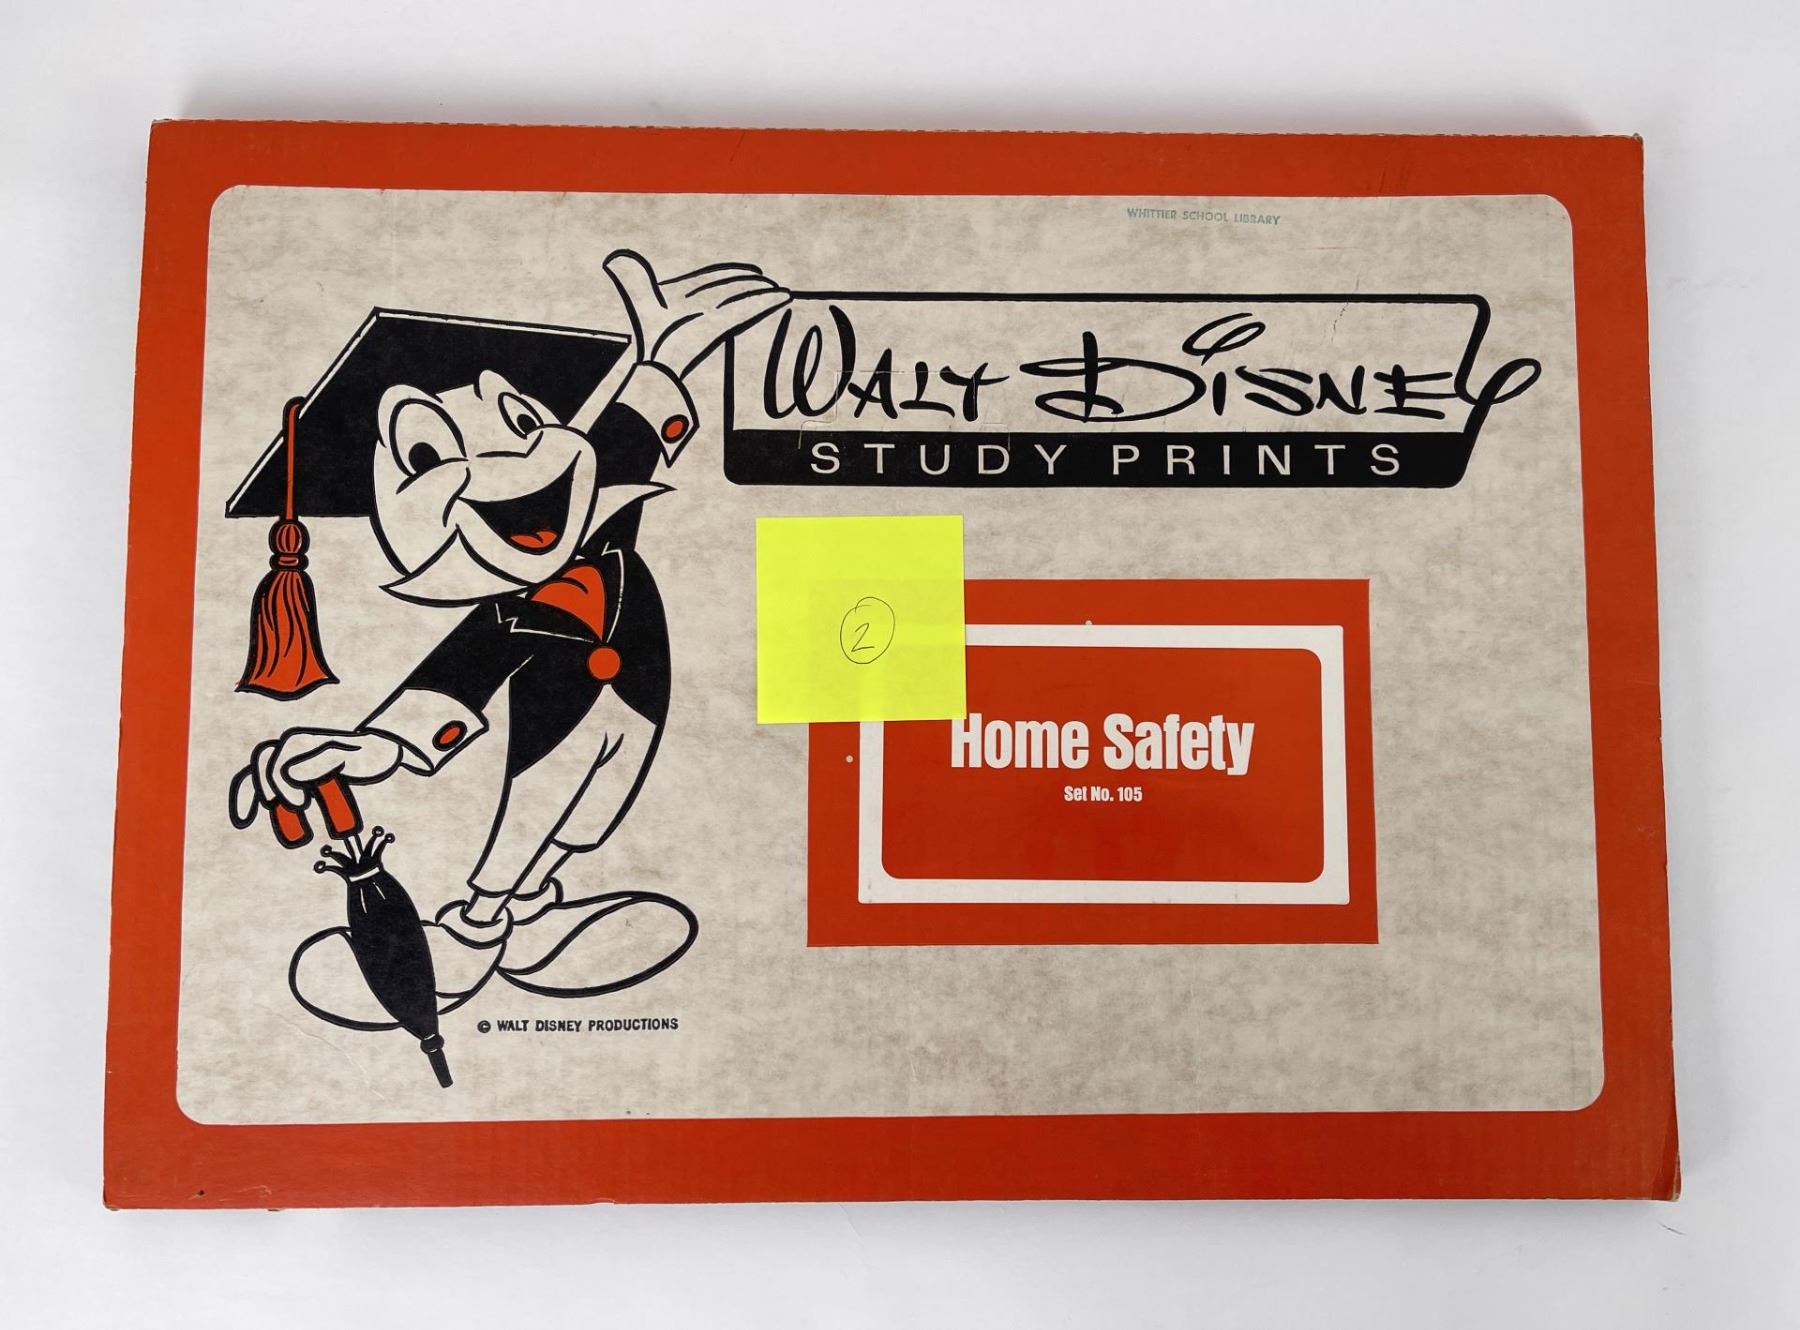 WHITTIER SCHOOL LIBRARY
WALT DISNEY
STUDY PRINTS
2
Home Safety
Set No. 105
© WALT DISNEY PRODUCTIONS